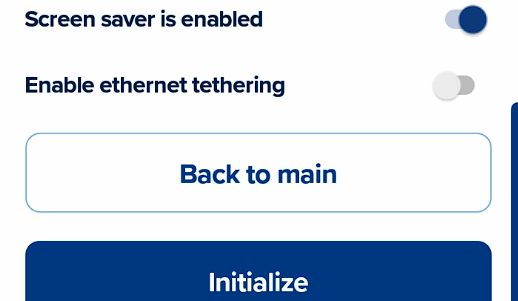 Screen saver is enabled
Enable ethernet tethering
Back to main
Initialize